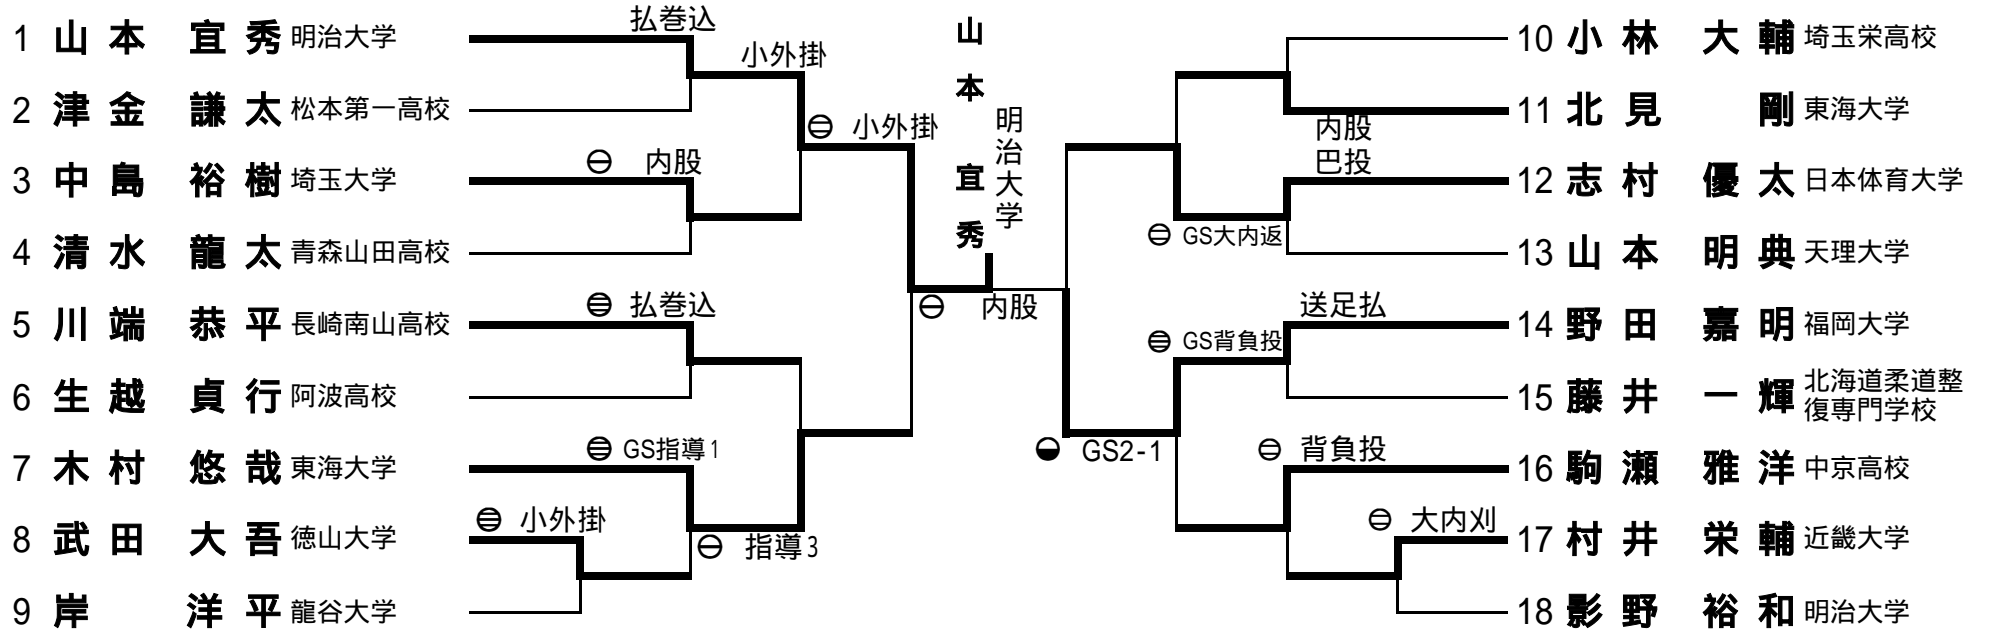 1 山本 宜秀 明治大学
払巻込
小外掛
2 津金 謙太 松本第一高校
小外掛
3 中島 裕樹 埼玉大学
内股
4 清水 龍太 青森山田高校
5 川端 恭平 長崎南山高校
払巻込
6 生越 貞行 阿波高校
7 木村 悠哉 東海大学
GS指導1
8 武田 大吾 徳山大学
小外掛
指導3
9 岸 洋平 龍谷大学
山本 宜秀
明治大学
内股
10 小林 大輔 埼玉栄高校
11 北見 剛 東海大学
内股
巴投
12 志村 優太 日本体育大学
GS大内返
13 山本 明典 天理大学
送足払
14 野田 嘉明 福岡大学
GS背負投
15 藤井 一輝 北海道柔道整
復専門学校
GS2-1
背負投
16 駒瀬 雅洋 中京高校
大内刈
17 村井 栄輔 近畿大学
18 影野 裕和 明治大学